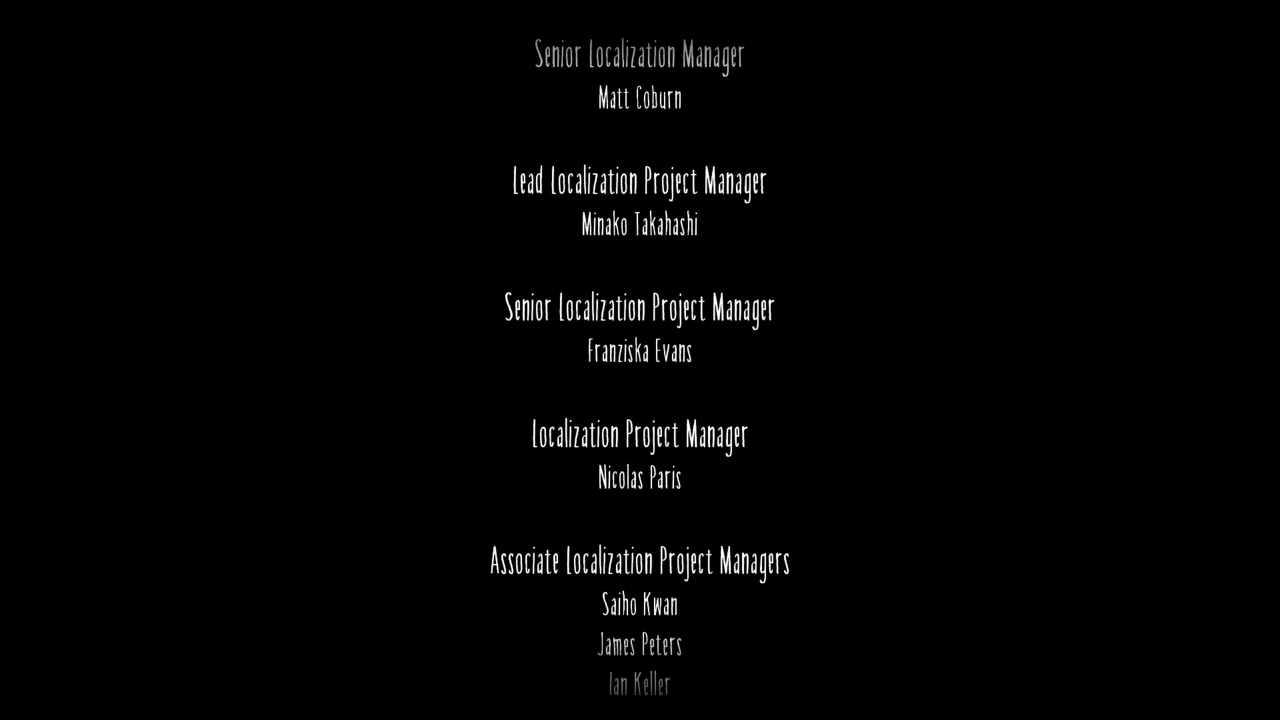 Senior Localization Manager
Matt Coburn
Lead Localization Project Manager
Minako Takahashi
Senior Localization Project Manager
Franziska Evans
Localization Project Manager
Nicolas Paris
Associate Localization Project Managers
Saiho Kwan
James Peters
Ian Keller